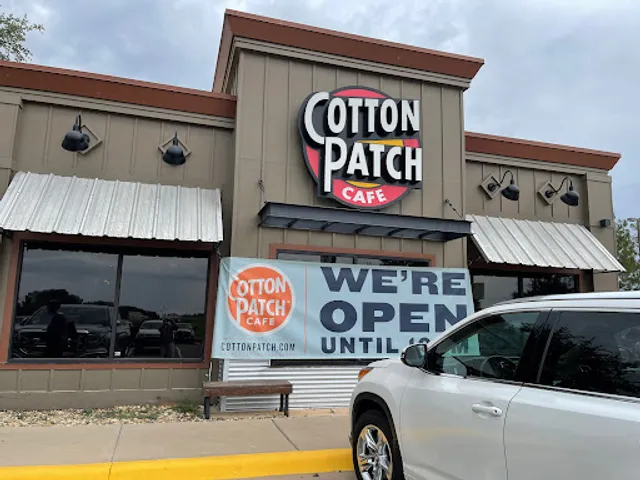 COTTON
PATCH
CAFE
COTTON
PATCH
CAFE
COTTONPATCH.COM
WE'RE
OPEN
UNTIL